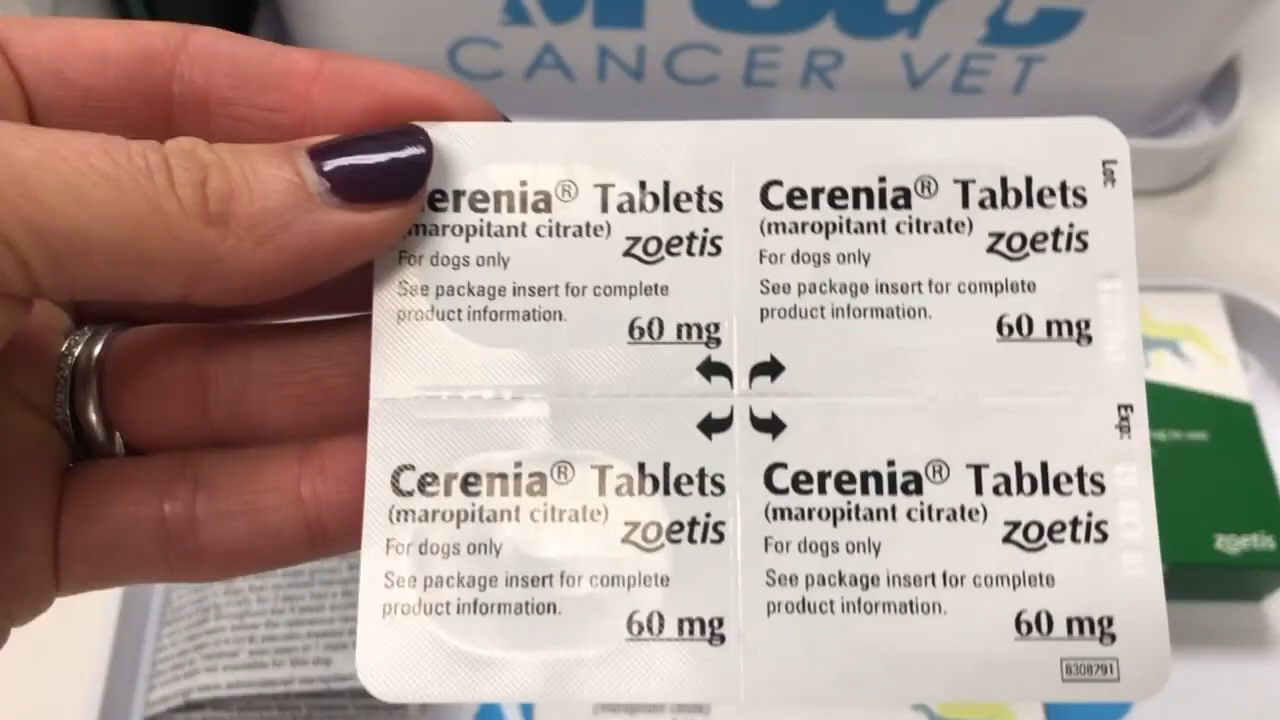 CANCER VET
erenia® Tablets
(maropitant citrate)
zoetis
For dogs only
See package insert for complete
product information.
60 mg
Cerenia® Tablets
(maropitant citrate)
zoetis
For dogs only
See package insert for complete
product information.
60 mg
Lot:
Cerenia® Tablets
(maropitant citrate)
zoetis
For dogs only
See package insert for complete
product information.
60 mg
Cerenia® Tablets
(maropitant citrate)
zoetis
For dogs only
See package insert for complete
product information.
60 mg
Exp:
8308791
zoetis